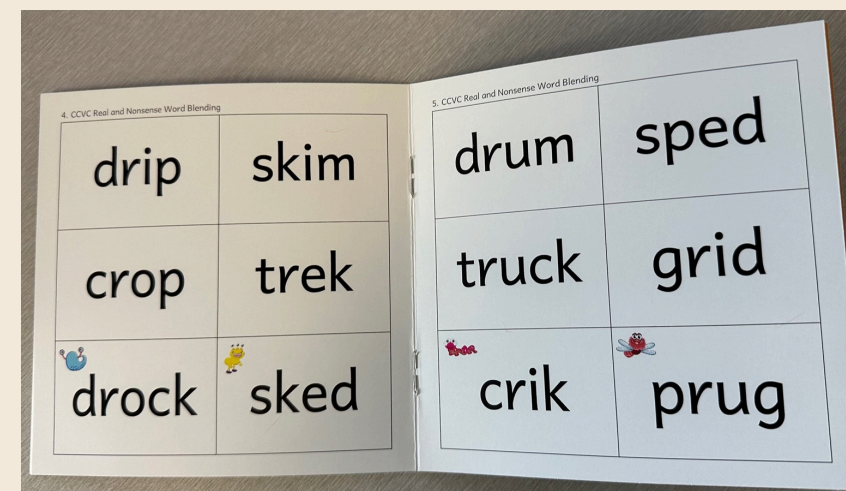 4. CCVC Real and Nonsense Word Blending
drip skim
crop trek
drock sked
5. CCVC Real and Nonsense Word Blending
drum sped
truck grid
crik prug